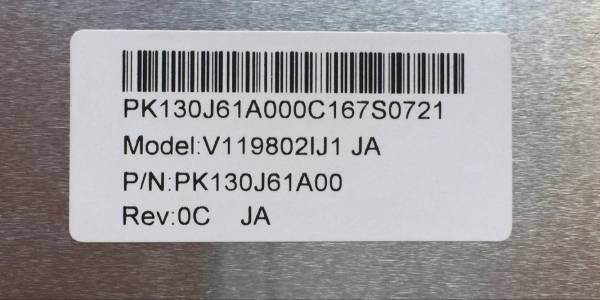 PK130J61A000C167S0721
Model:V119802IJ1 JA
P/N:PK130J61A00
Rev:0C JA